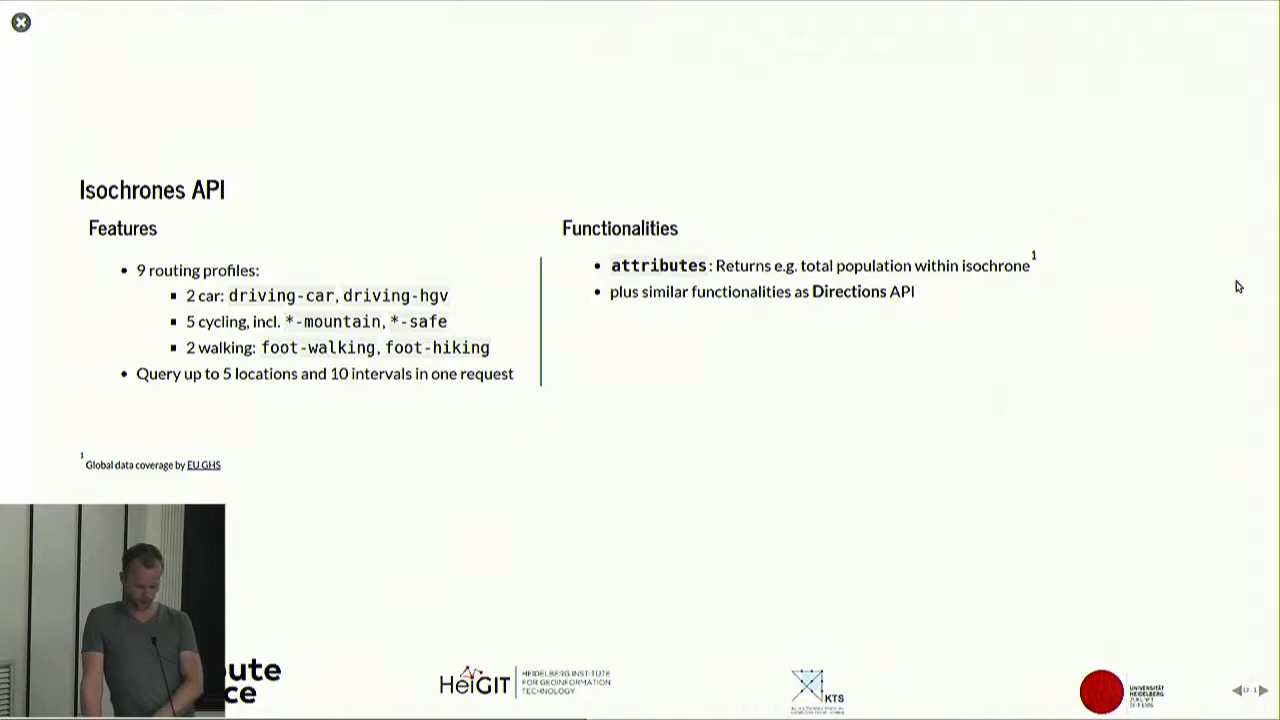 Isochrones API
Features
• 9 routing profiles:
▪ 2 car: driving-car, driving-hgv
▪ 5 cycling, incl. *-mountain, *-safe
▪ 2 walking: foot-walking, foot-hiking
• Query up to 5 locations and 10 intervals in one request
Functionalities
• attributes: Returns e.g. total population within isochrone1
• plus similar functionalities as Directions API
1 Global data coverage by EU GHS
ute
ce
HeiGIT
HEIDELBERG INSTITUTE
FOR GEOINFORMATION
TECHNOLOGY
KTS
UNIVERSITÄT
HEIDELBERG